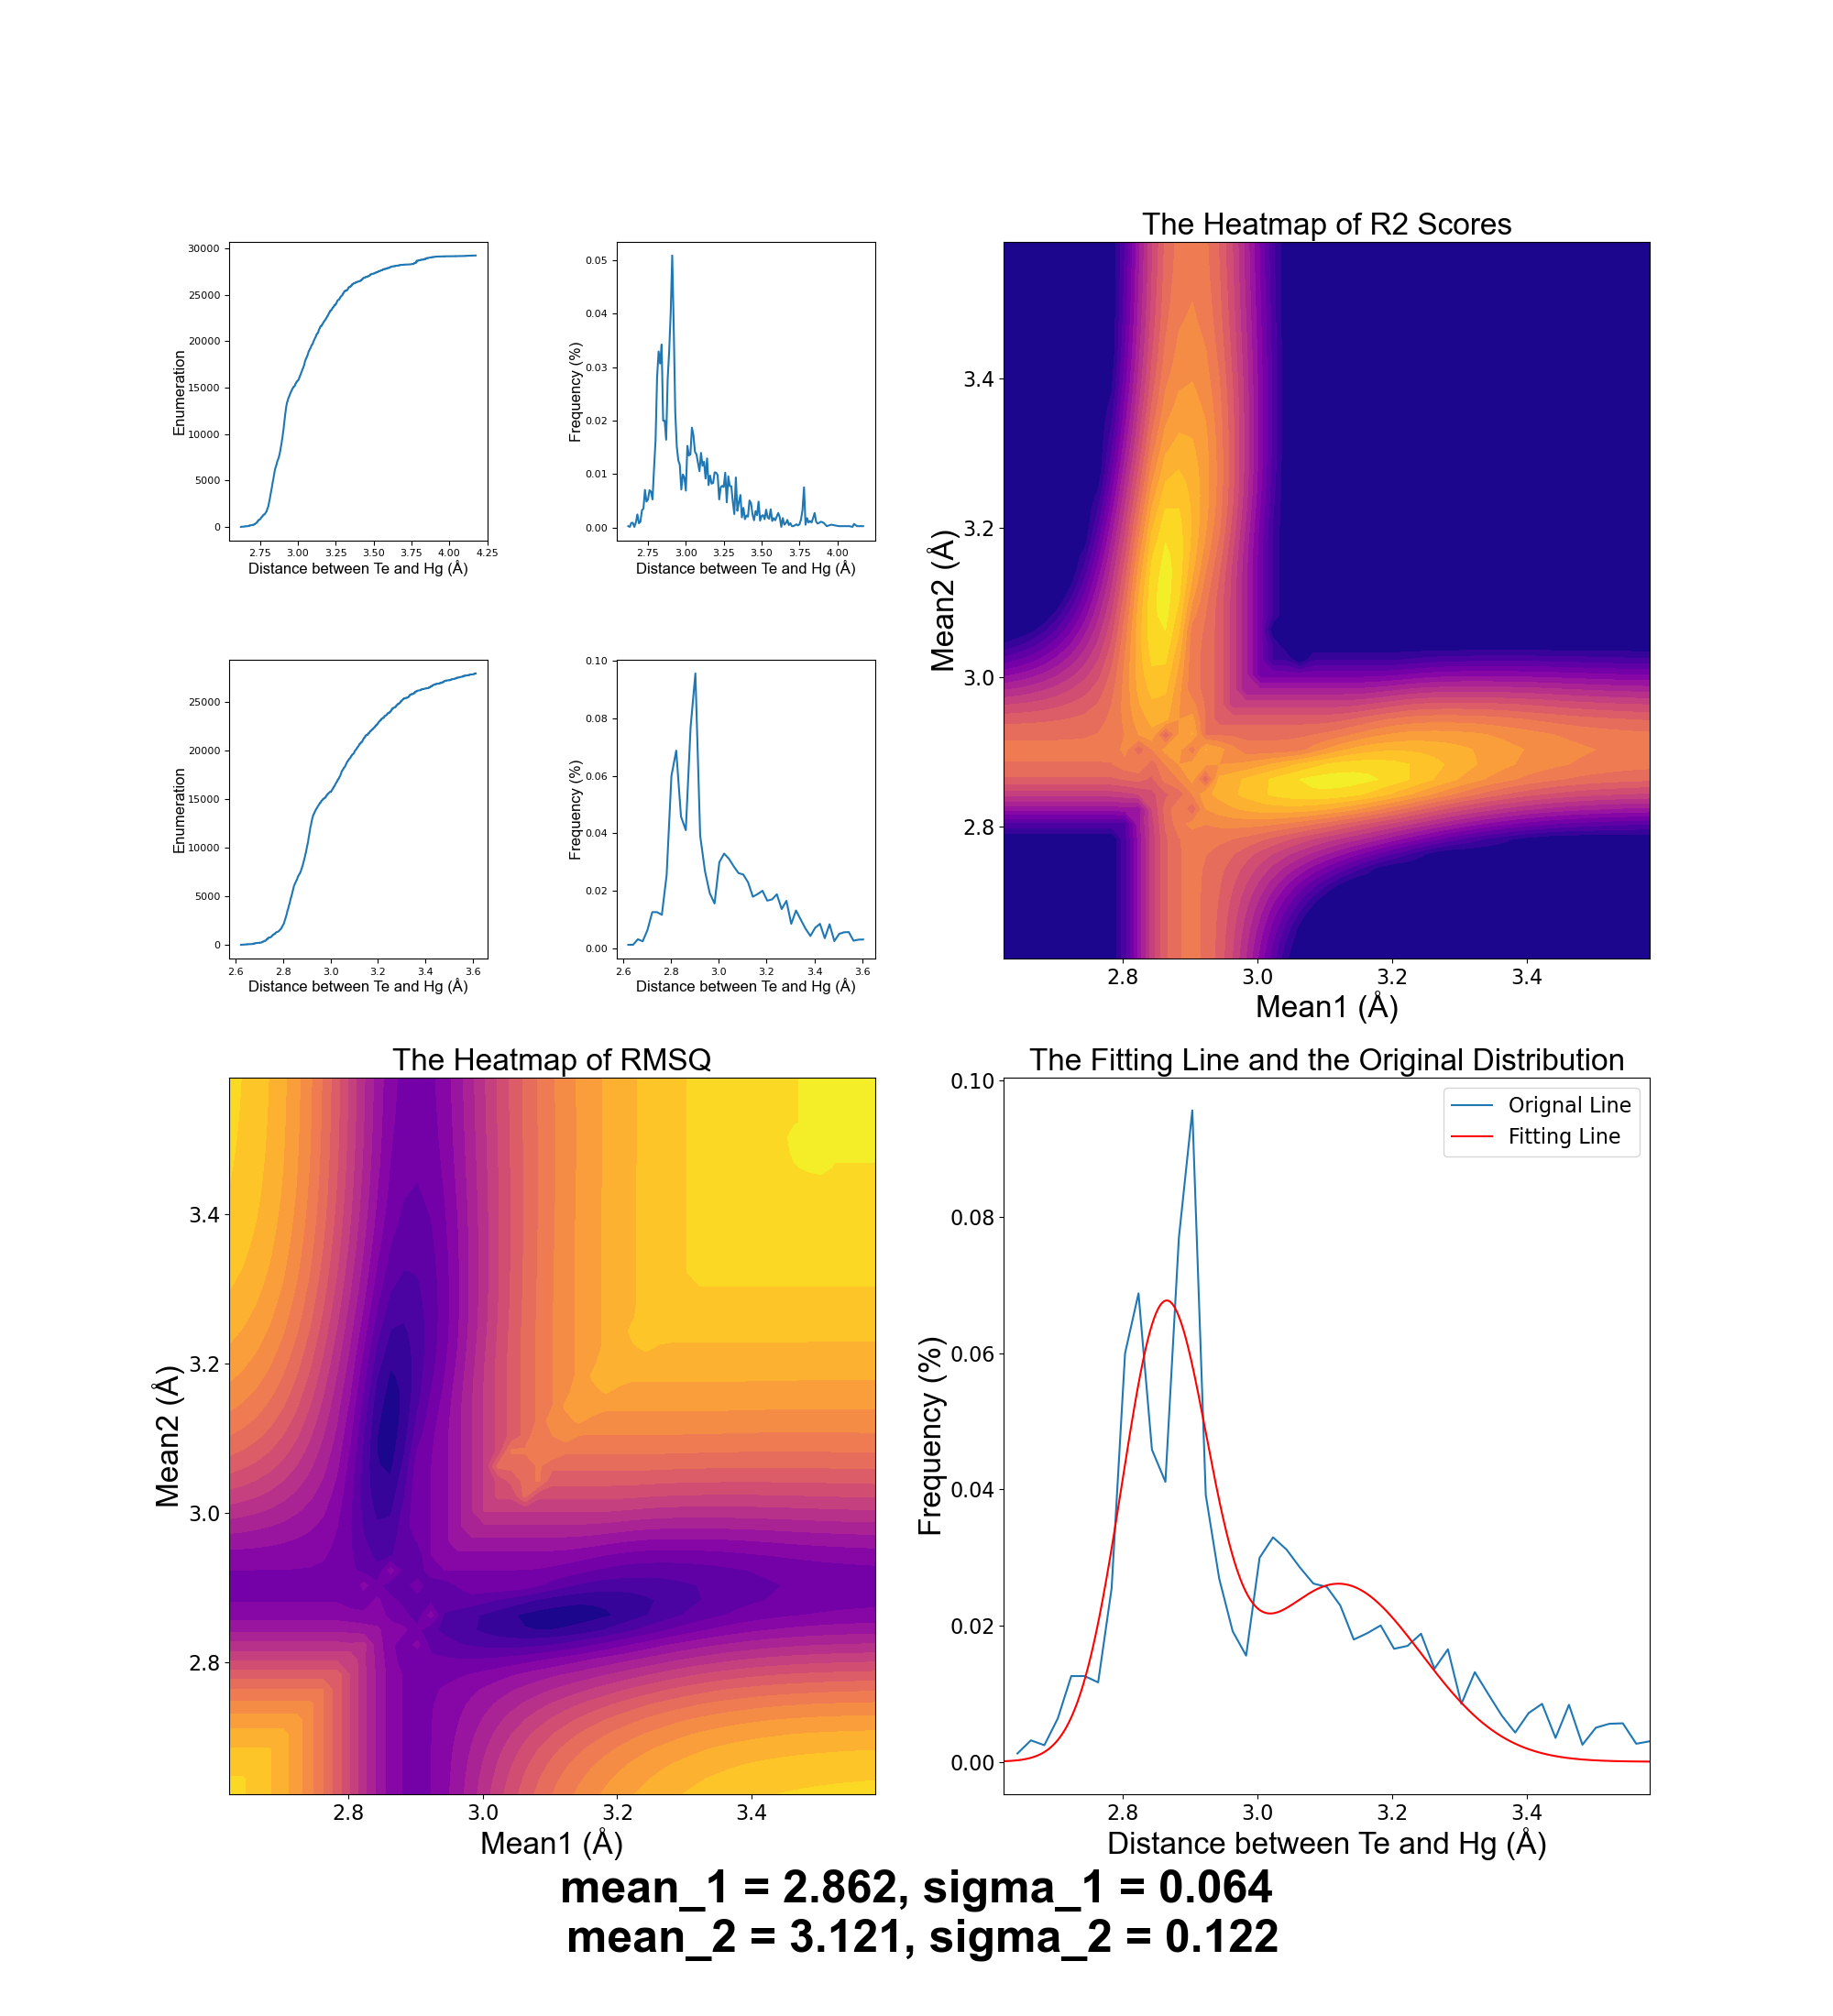 The Heatmap of R2 Scores
30000
25000
20000
15000
10000
5000
0
Enumeration
2.75 3.00 3.25 3.50 3.75 4.00 4.25
Distance between Te and Hg (Å)
0.05
0.04
0.03
0.02
0.01
0.00
Frequency (%)
2.75 3.00 3.25 3.50 3.75 4.00
Distance between Te and Hg (Å)
3.4
3.2
3.0
2.8
Mean2 (Å)
2.8 3.0 3.2 3.4
Mean1 (Å)
25000
20000
15000
10000
5000
0
Enumeration
2.6 2.8 3.0 3.2 3.4 3.6
Distance between Te and Hg (Å)
0.10
0.08
0.06
0.04
0.02
0.00
Frequency (%)
2.6 2.8 3.0 3.2 3.4 3.6
Distance between Te and Hg (Å)
The Heatmap of RMSQ
3.4
3.2
3.0
2.8
Mean2 (Å)
2.8 3.0 3.2 3.4
Mean1 (Å)
The Fitting Line and the Original Distribution
0.10
0.08
0.06
0.04
0.02
0.00
Frequency (%)
Orignal Line
Fitting Line
2.8 3.0 3.2 3.4
Distance between Te and Hg (Å)
mean_1 = 2.862, sigma_1 = 0.064
mean_2 = 3.121, sigma_2 = 0.122